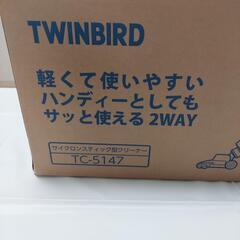 TWINBIRD
軽くて使いやすい
ハンディーとしても
サッと使える 2WAY
サイクロンスティック型クリーナー
TC-5147